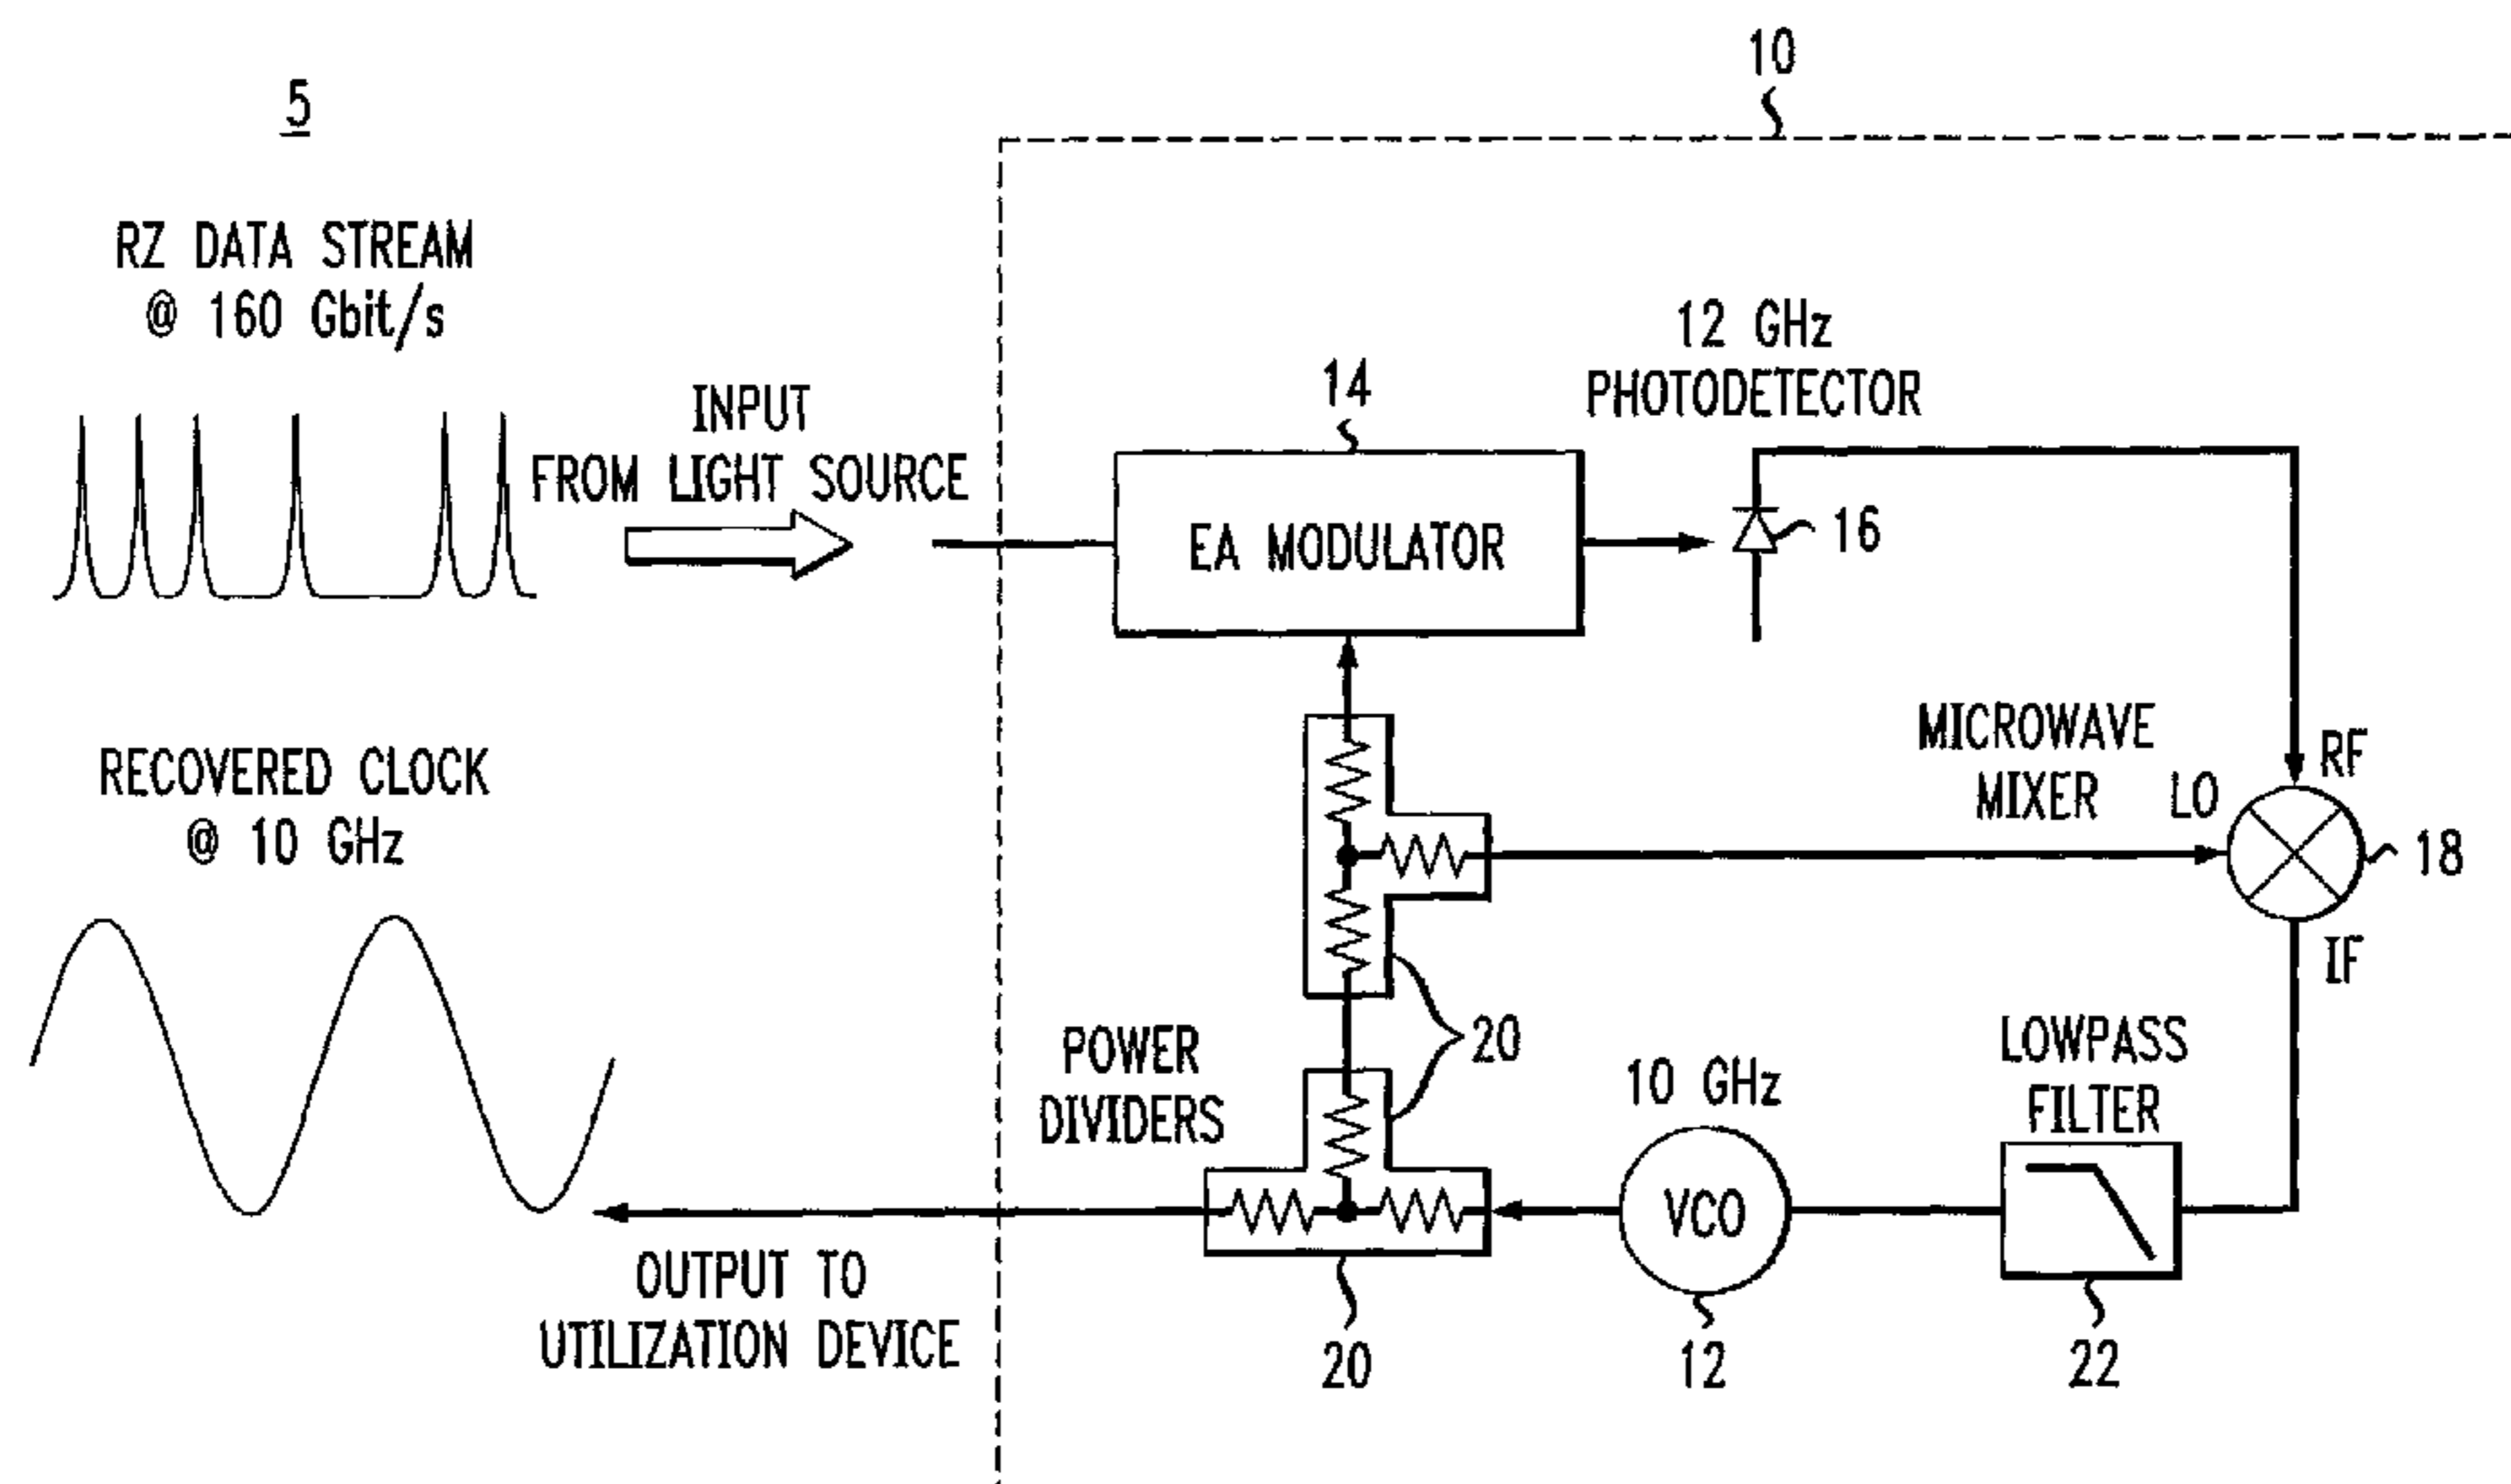 5
10
RZ DATA STREAM
@ 160 Gbit/s
INPUT
FROM LIGHT SOURCE
14
EA MODULATOR
12 GHz
PHOTODETECTOR
16
RECOVERED CLOCK
@ 10 GHz
MICROWAVE
MIXER
LO
RF
18
IF
20
POWER
DIVIDERS
10 GHz
VCO
12
LOWPASS
FILTER
22
OUTPUT TO
UTILIZATION DEVICE
20